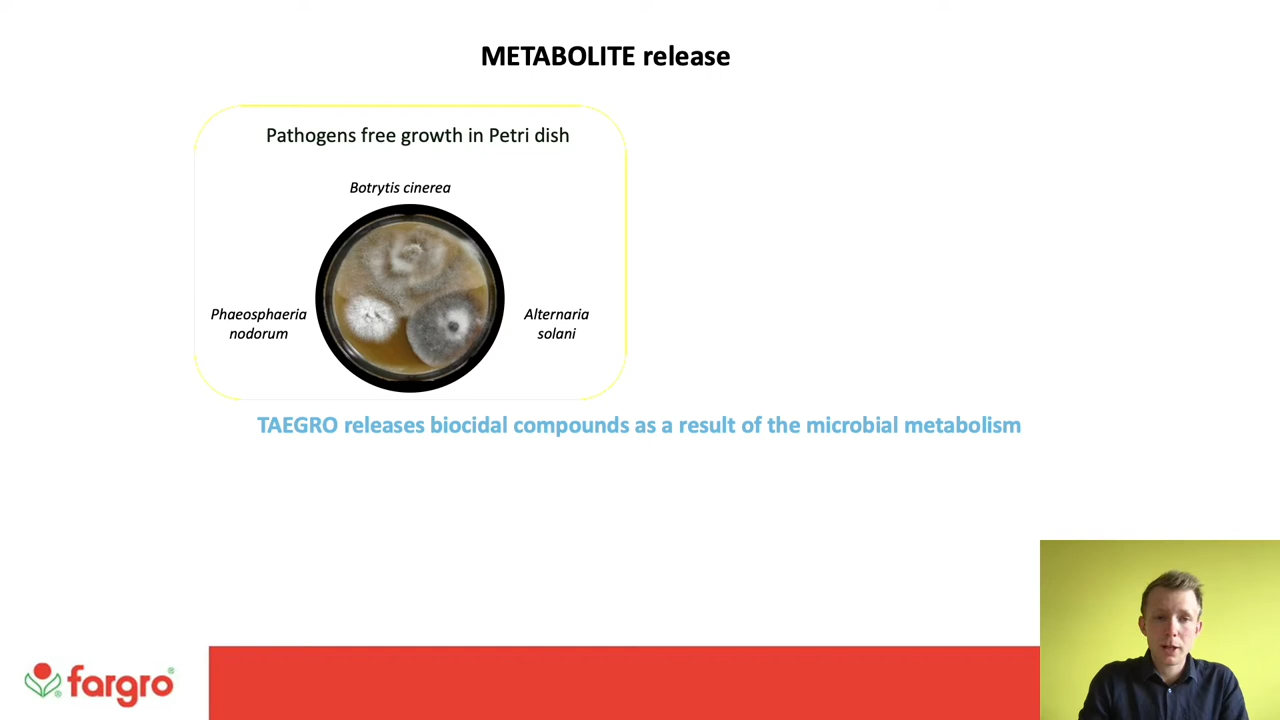 METABOLITE release
Pathogens free growth in Petri dish
Botrytis cinerea
Phaeosphaeria
nodorum
Alternaria
solani
TAEGRO releases biocidal compounds as a result of the microbial metabolism
fargro®